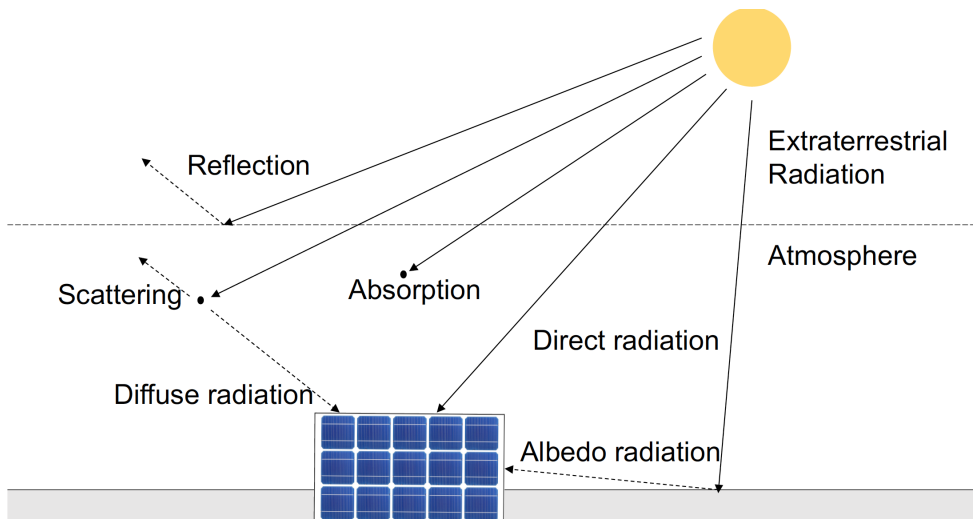 Extraterrestrial
Radiation
Reflection
Atmosphere
Scattering
Absorption
Direct radiation
Diffuse radiation
Albedo radiation